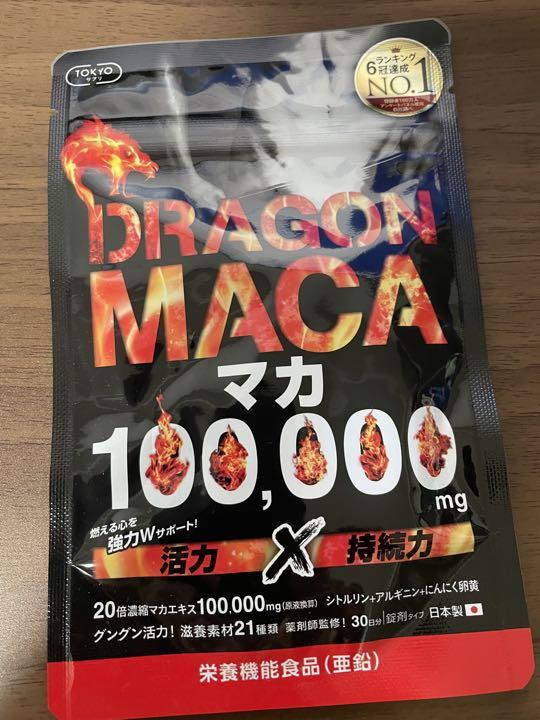 TOKYO
サプリ
ランキング
6冠達成
NO.1
DRAGON
MACA
マカ
100,000mg
燃える心を
強力Wサポート!
活力 X 持続力
20倍濃縮マカエキス100,000mg(原液換算) シトルリン+アルギニン+にんにく卵黄
グングン活力! 滋養素材21種類 薬剤師監修! 30日分 錠剤タイプ 日本製
栄養機能食品(亜鉛)